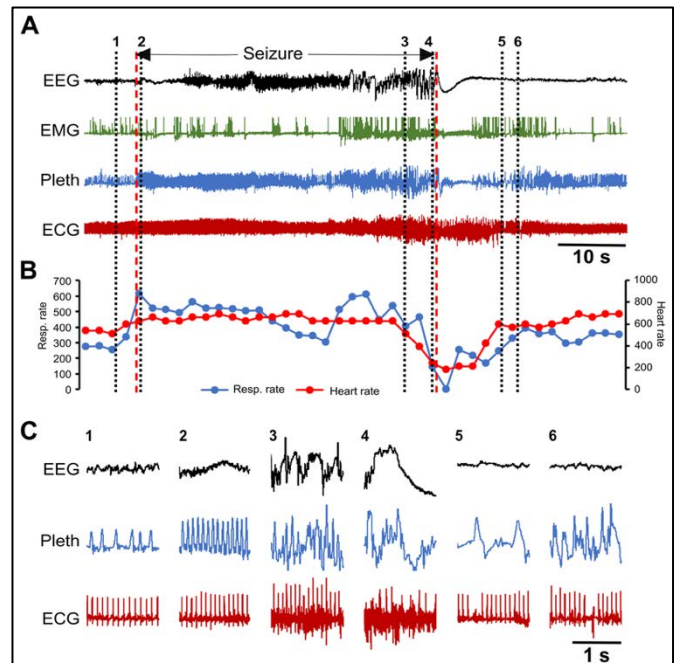 A
1 2 3 4 5 6
Seizure
EEG
EMG
Pleth
ECG
10 s
B
700 1000
600 800
500
400 600
300 400
200
100 200
0 0
Resp. rate
Heart rate
Resp. rate Heart rate
C
1 2 3 4 5 6
EEG
Pleth
ECG
1 s